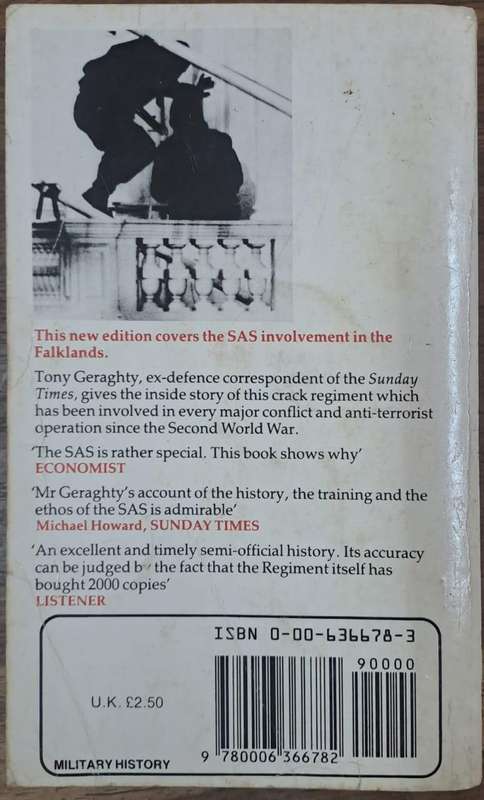 This new edition covers the SAS involvement in the
Falklands.
Tony Geraghty, ex-defence correspondent of the Sunday
Times, gives the inside story of this crack regiment which
has been involved in every major conflict and anti-terrorist
operation since the Second World War.
'The SAS is rather special. This book shows why'
ECONOMIST
'Mr Geraghty's account of the history, the training and the
ethos of the SAS is admirable'
Michael Howard, SUNDAY TIMES
'An excellent and timely semi-official history. Its accuracy
can be judged by the fact that the Regiment itself has
bought 2000 copies'
LISTENER
ISBN 0-00-636678-3
90000
U.K. £2.50
9 780006 366782
MILITARY HISTORY